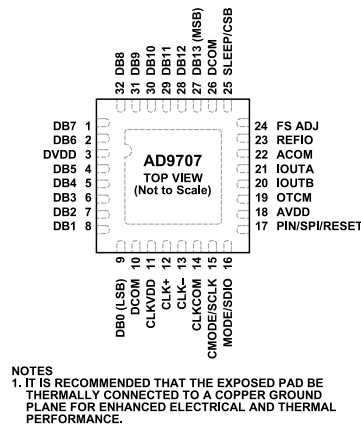 32 DB8
31 DB9
30 DB10
29 DB11
28 DB12
27 DB13 (MSB)
26 DCOM
25 SLEEP/CSB
DB7 1
DB6 2
DVDD 3
DB5 4
DB4 5
DB3 6
DB2 7
DB1 8
AD9707
TOP VIEW
(Not to Scale)
24 FS ADJ
23 REFIO
22 ACOM
21 IOUTA
20 IOUTB
19 OTCM
18 AVDD
17 PIN/SPI/RESET
DB0 (LSB) 9
DCOM 10
CLKVDD 11
CLK+ 12
CLK– 13
CLKCOM 14
CMODE/SCLK 15
MODE/SDIO 16
NOTES
1. IT IS RECOMMENDED THAT THE EXPOSED PAD BE
THERMALLY CONNECTED TO A COPPER GROUND
PLANE FOR ENHANCED ELECTRICAL AND THERMAL
PERFORMANCE.